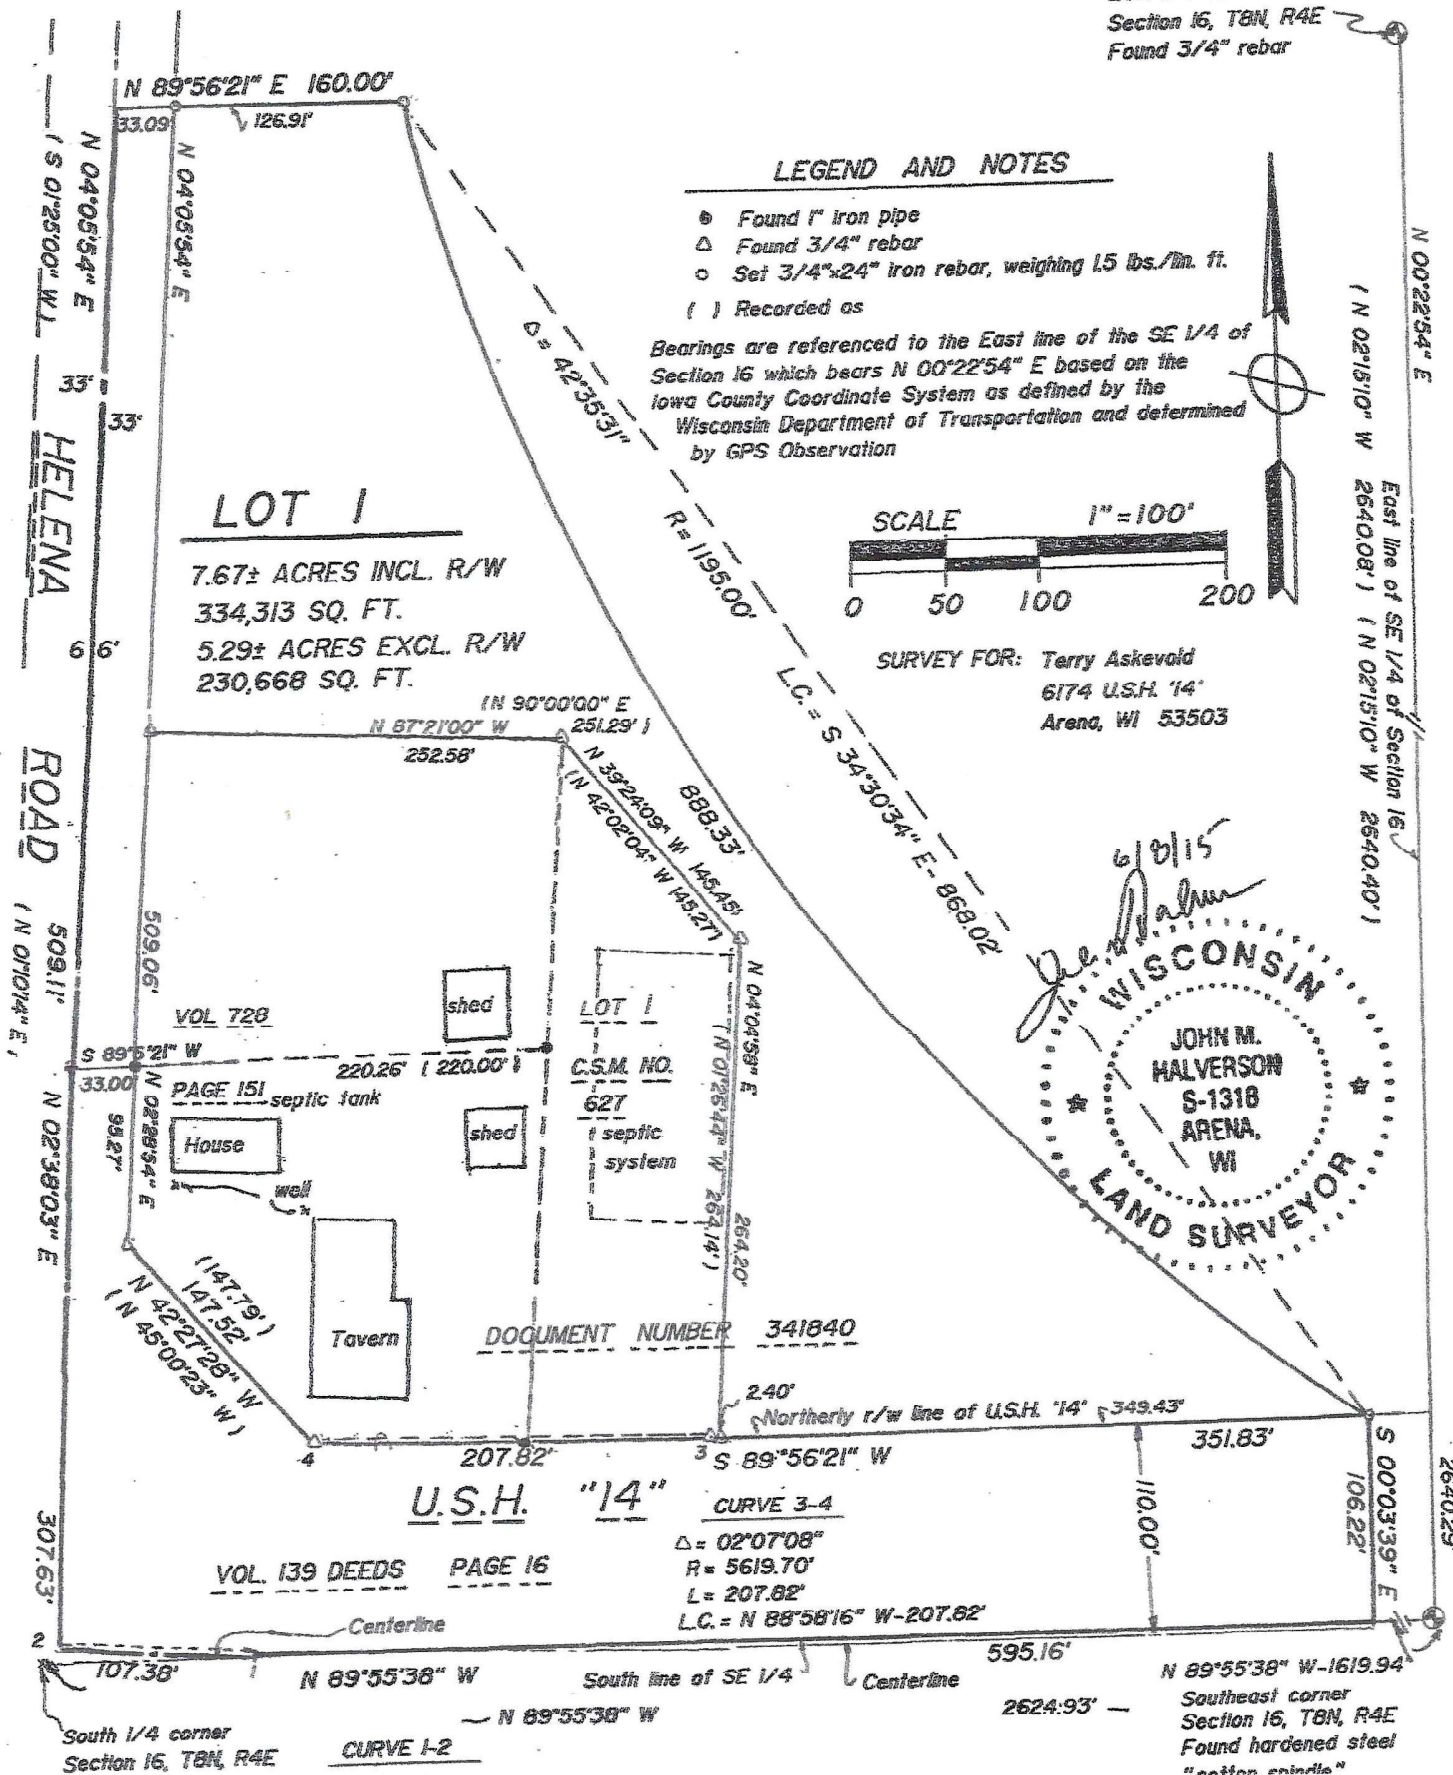 Section 16, T8N, R4E
Found 3/4" rebar
N 89°56'21" E 160.00'
33.09'
126.91'
N 04°05'54" E
( S 01°25'00" W )
N 04°05'54" E
33'
33'
66'
HELENA
ROAD
LEGEND AND NOTES
Found 1" iron pipe
Found 3/4" rebar
Set 3/4"x24" iron rebar, weighing 1.5 lbs./lin. ft.
( ) Recorded as
Bearings are referenced to the East line of the SE 1/4 of
Section 16 which bears N 00°22'54" E based on the
Iowa County Coordinate System as defined by the
Wisconsin Department of Transportation and determined
by GPS Observation
N 00°22'54" E
( N 02°15'10" W 2640.08' ) ( N 02°15'10" W 2640.40' )
East line of SE 1/4 of Section 16
Δ = 42°35'31"
R= 1195.00'
L.C. = S 34°30'34" E- 868.02'
888.33'
LOT 1
7.67± ACRES INCL. R/W
334,313 SQ. FT.
5.29± ACRES EXCL. R/W
230,668 SQ. FT.
SCALE 1"=100'
0 50 100 200
SURVEY FOR: Terry Askevold
6174 U.S.H. "14"
Arena, WI 53503
(N 90°00'00" E
251.29' )
N 87°21'00" W
252.58'
N 39°24'09" W 145.45'
(N 42°02'04" W 145.27')
6/8/15
WISCONSIN
JOHN M.
HALVERSON
S-1318
ARENA,
WI
LAND SURVEYOR
509.11'
( N 01°10'14" E )
509.06'
VOL 728
shed
LOT 1
N 04°04'58" E
( N 01°26'44" W 264.14' )
264.20'
33.00'
220.26' ( 220.00' )
C.S.M. NO.
627
PAGE 151
septic tank
House
shed
septic
system
well
N 02°38'03" E
N 02°28'54" E
95.27'
(147.79')
147.52'
N 42°27'28" W
( N 45°00'23" W )
Tavern
DOCUMENT NUMBER 341840
2.40'
Northerly r/w line of U.S.H. "14"
349.43'
351.83'
4
207.82'
3
S 89°56'21" W
110.00'
S 00°03'39" E
106.22'
2640.29'
U.S.H. "14"
CURVE 3-4
Δ= 02°07'08"
R= 5619.70'
L= 207.82'
L.C.= N 88°58'16" W-207.82'
VOL. 139 DEEDS PAGE 16
307.63'
2
Centerline
107.38'
1
N 89°55'38" W
South line of SE 1/4
Centerline
595.16'
N 89°55'38" W-1619.94'
N 89°55'38" W
2624.93'
Southeast corner
Section 16, T8N, R4E
Found hardened steel
"cotton spindle"
South 1/4 corner
Section 16, T8N, R4E
CURVE 1-2